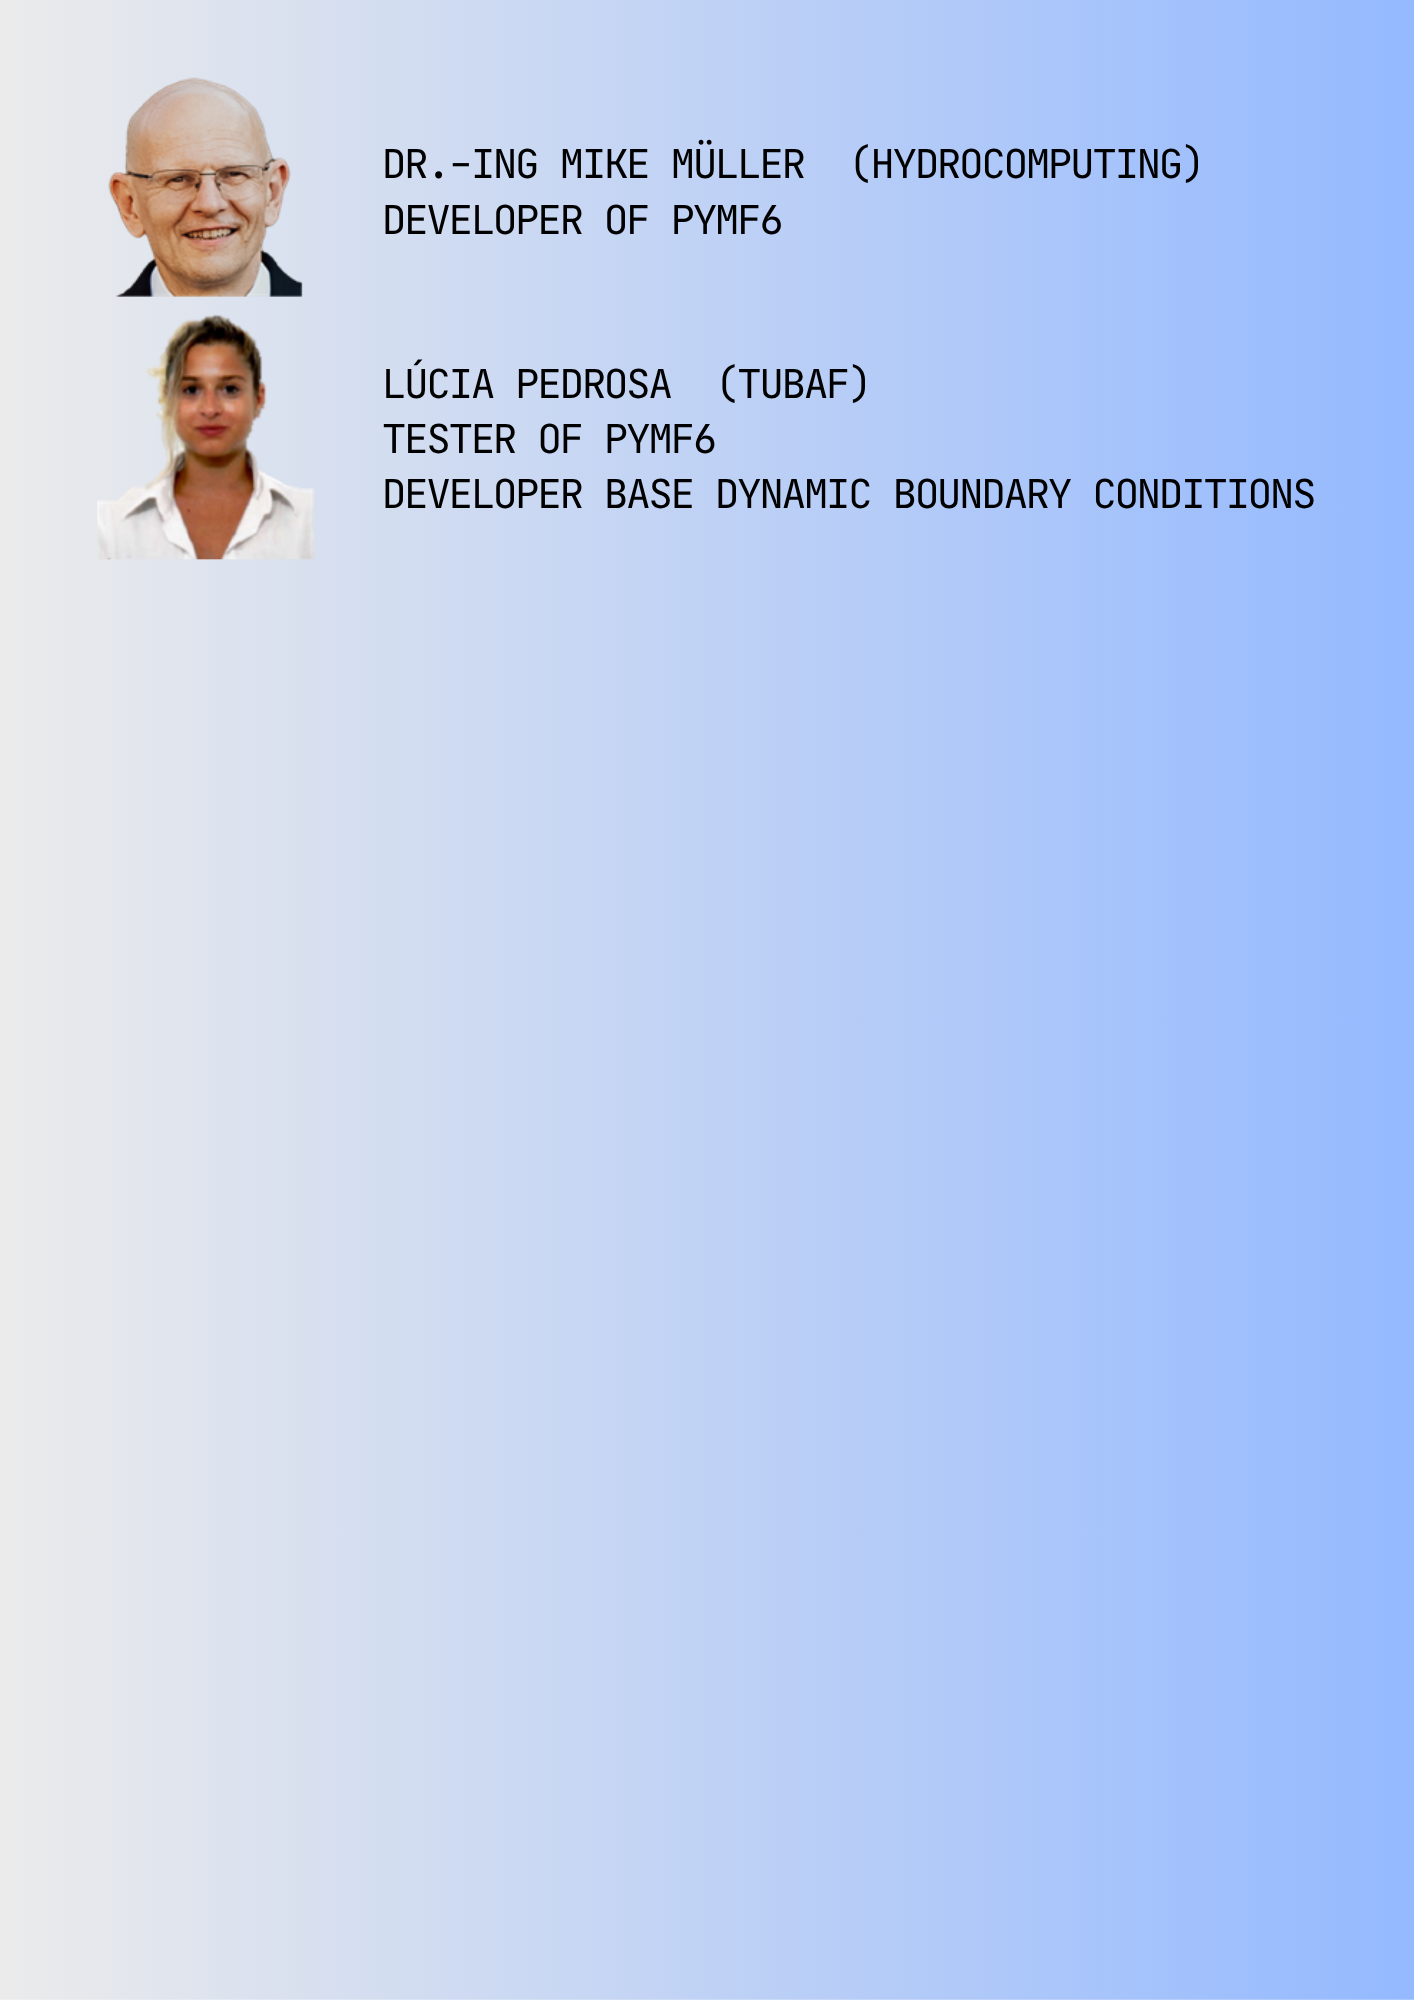 DR.-ING MIKE MÜLLER (HYDROCOMPUTING)
DEVELOPER OF PYMF6
LÚCIA PEDROSA (TUBAF)
TESTER OF PYMF6
DEVELOPER BASE DYNAMIC BOUNDARY CONDITIONS